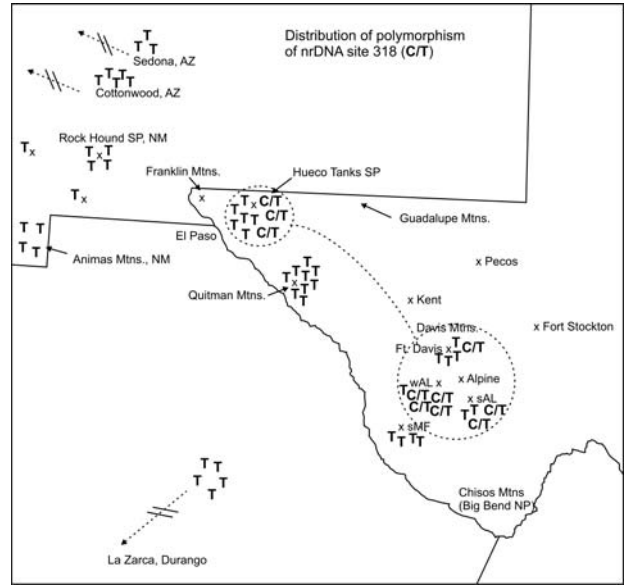 Distribution of polymorphism
of nrDNA site 318 (C/T)
T
T T
Sedona, AZ
T T T
T T
Cottonwood, AZ
Rock Hound SP, NM
T x T
T T
T x
T x
Franklin Mtns.
x
Hueco Tanks SP
T x C/T
T C/T
T T T C/T
T T C/T
Guadalupe Mtns.
El Paso
T T
T T
Animas Mtns., NM
x Pecos
T T
T T T
x T T
T T
T
Quitman Mtns.
x Kent
Davis Mtns.
x Fort Stockton
Ft. Davis x T C/T
T T T
wAL x
x Alpine
T C/T C/T
C/T C/T
x sAL
T T C/T
C/T
x sMF
T T T T
T T
T T
T
Chisos Mtns
(Big Bend NP)
La Zarca, Durango